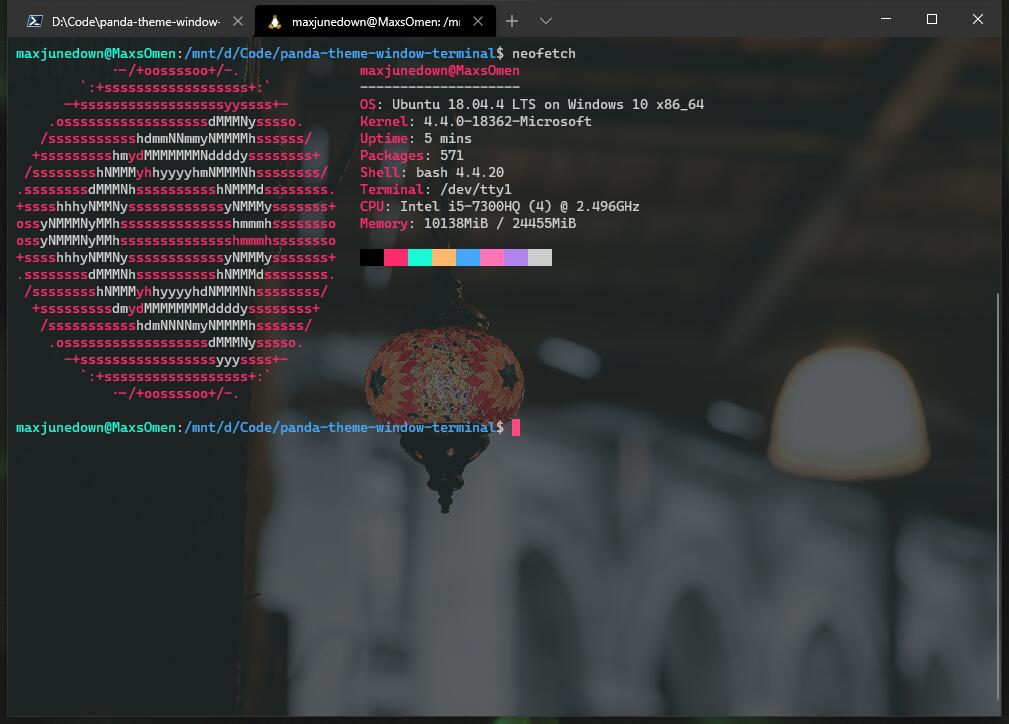 D:\Code\panda-theme-window-
maxjunedown@MaxsOmen: /m
maxjunedown@MaxsOmen:/mnt/d/Code/panda-theme-window-terminal$ neofetch
.-/+oossssoo+/-.
maxjunedown@MaxsOmen
`:+ssssssssssssssssss+:`
--------------------
-+ssssssssssssssssssyyssss+-
OS: Ubuntu 18.04.4 LTS on Windows 10 x86_64
.ossssssssssssssssssdMMMNysssso.
Kernel: 4.4.0-18362-Microsoft
/ssssssssssshdmmNNmmyNMMMMhssssss/
Uptime: 5 mins
+ssssssssshmydMMMMMMMNddddyssssssss+
Packages: 571
/sssssssshNMMMyhhyyyyhmNMMMNhssssssss/
Shell: bash 4.4.20
.ssssssssdMMMNhsssssssssshNMMMdssssssss.
Terminal: /dev/tty1
+sssshhhyNMMNyssssssssssssyNMMMysssssss+
CPU: Intel i5-7300HQ (4) @ 2.496GHz
ossyNMMMNyMMhsssssssssssssshmmmhssssssso
Memory: 10138MiB / 24455MiB
ossyNMMMNyMMhsssssssssssssshmmmhssssssso
+sssshhhyNMMNyssssssssssssyNMMMysssssss+
.ssssssssdMMMNhsssssssssshNMMMdssssssss.
/sssssssshNMMMyhhyyyyhdNMMMNhssssssss/
+sssssssssdmydMMMMMMMMddddyssssssss+
/ssssssssssshdmNNNNmyNMMMMhssssss/
.ossssssssssssssssssdMMMNysssso.
-+sssssssssssssssssyyyssss+-
`:+ssssssssssssssssss+:`
.-/+oossssoo+/-.
maxjunedown@MaxsOmen:/mnt/d/Code/panda-theme-window-terminal$